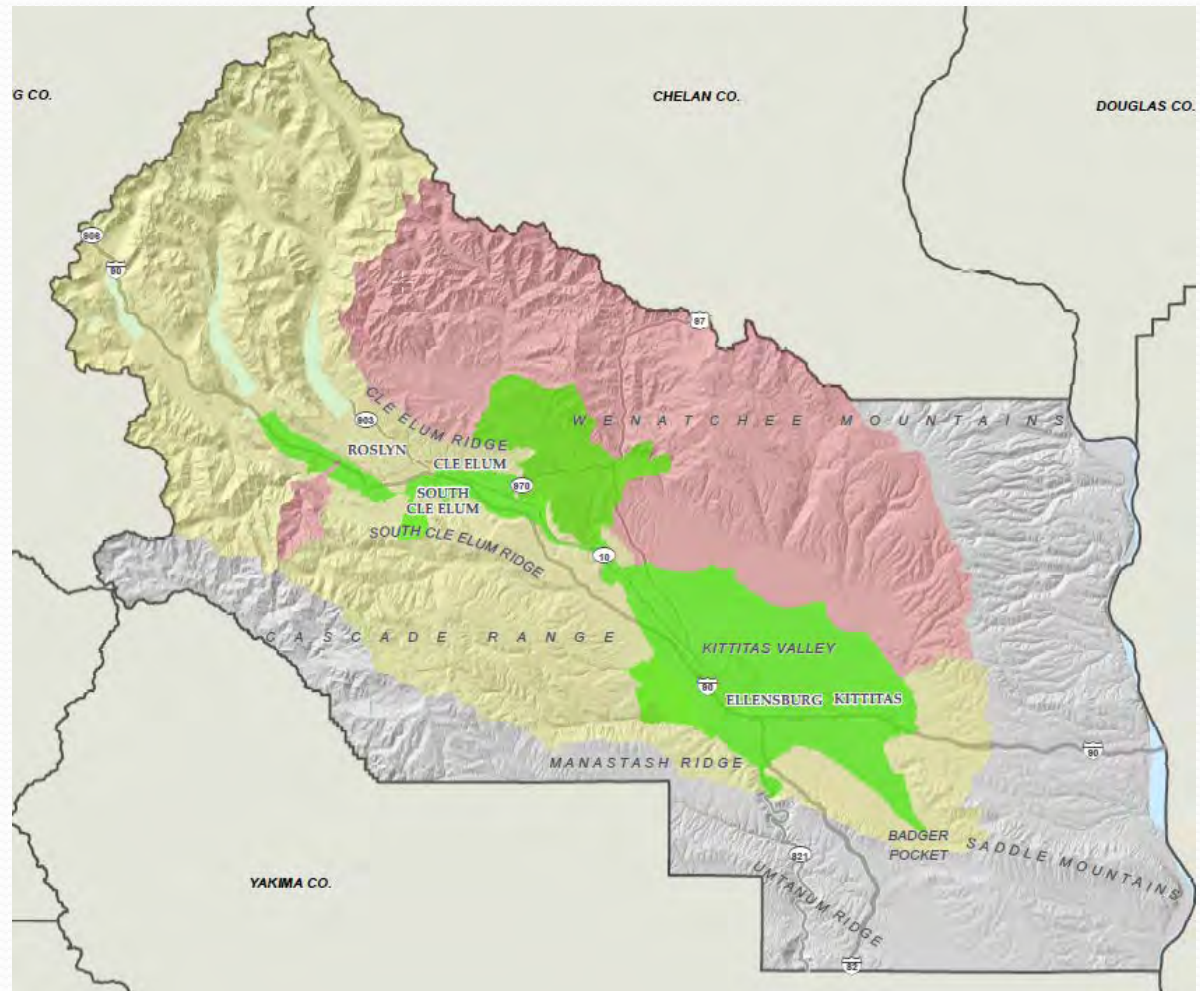 G CO.
CHELAN CO.
DOUGLAS CO.
906
90
97
903
CLE ELUM RIDGE
WENATCHEE MOUNTAINS
ROSLYN
CLE ELUM
970
SOUTH
CLE ELUM
SOUTH CLE ELUM RIDGE
10
CASCADE RANGE
KITTITAS VALLEY
90
ELLENSBURG
KITTITAS
90
MANASTASH RIDGE
BADGER
POCKET
SADDLE MOUNTAINS
821
UMTANUM RIDGE
YAKIMA CO.
82